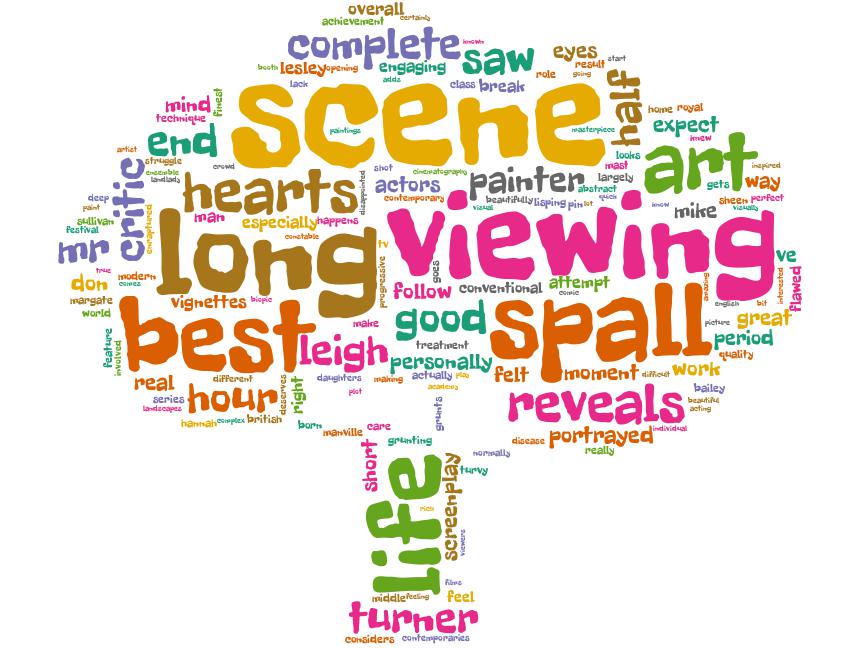 overall
achievement certainly
complete known
saw eyes
booth lesley opening engaging result start
lack adds class break role going
scene half
mind finest
technique paintings masterpiece home royal
end expect
knew
artist struggle crowd looks art inspired
ensemble shot cinematography mast
landlady hearts disappointed actors painter largely gets way
critic contemporary beautifully abstract quick sheen perfect
deep man visual lisping pin lot know mike visually
paint especially happens
sullivan enraptured long viewing
festival constable
mr tv goes ve
true modern progressive
don comes follow conventional attempt amazing interested flawed
margate vignettes biopic comic english bit
world best make good spall picture great
feature treatment period
involved leigh personally quality
real different daughters making actually play felt moment difficult work
series hour deserves right plot academy bailey
landscapes reveals beautiful
hannah complex british grunts acting
born manville care individual
grunting disease portrayed
short normally really
life screenplay turvy
rich
viewers
films
middle feeling feel
turner
considers contemporaries